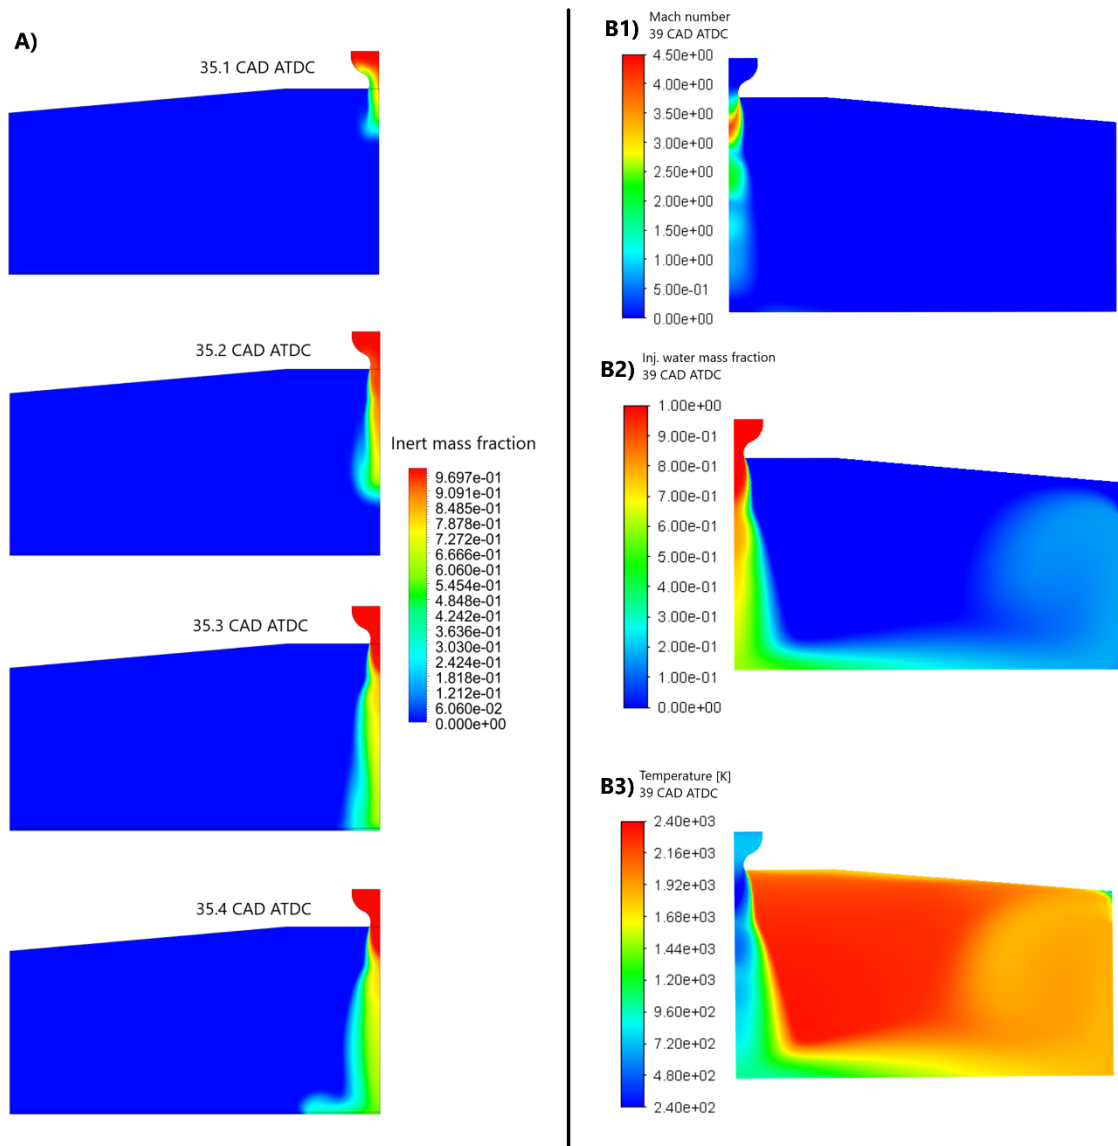 A)
35.1 CAD ATDC
35.2 CAD ATDC
Inert mass fraction
9.697e-01
9.091e-01
8.485e-01
7.878e-01
7.272e-01
6.666e-01
6.060e-01
5.454e-01
4.848e-01
4.242e-01
3.636e-01
3.030e-01
2.424e-01
1.818e-01
1.212e-01
6.060e-02
0.000e+00
35.3 CAD ATDC
35.4 CAD ATDC
B1)
Mach number
39 CAD ATDC
4.50e+00
4.00e+00
3.50e+00
3.00e+00
2.50e+00
2.00e+00
1.50e+00
1.00e+00
5.00e-01
0.00e+00
B2)
Inj. water mass fraction
39 CAD ATDC
1.00e+00
9.00e-01
8.00e-01
7.00e-01
6.00e-01
5.00e-01
4.00e-01
3.00e-01
2.00e-01
1.00e-01
0.00e+00
B3)
Temperature [K]
39 CAD ATDC
2.40e+03
2.16e+03
1.92e+03
1.68e+03
1.44e+03
1.20e+03
9.60e+02
7.20e+02
4.80e+02
2.40e+02